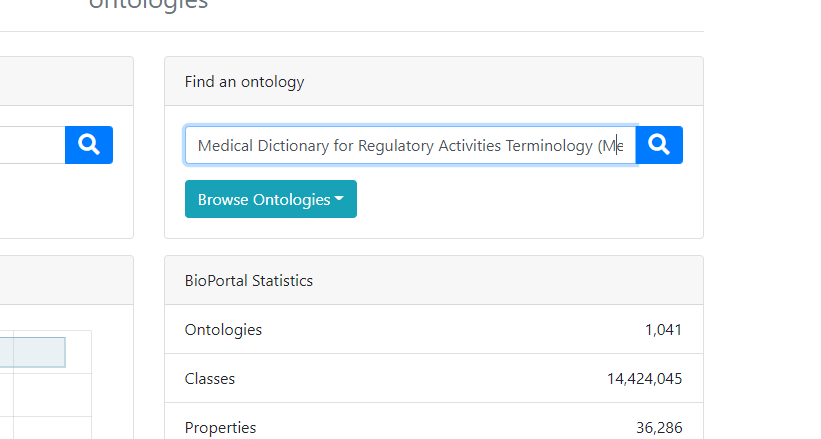 ontologies
Find an ontology
Medical Dictionary for Regulatory Activities Terminology (Me
Browse Ontologies
BioPortal Statistics
Ontologies 1,041
Classes 14,424,045
Properties 36,286